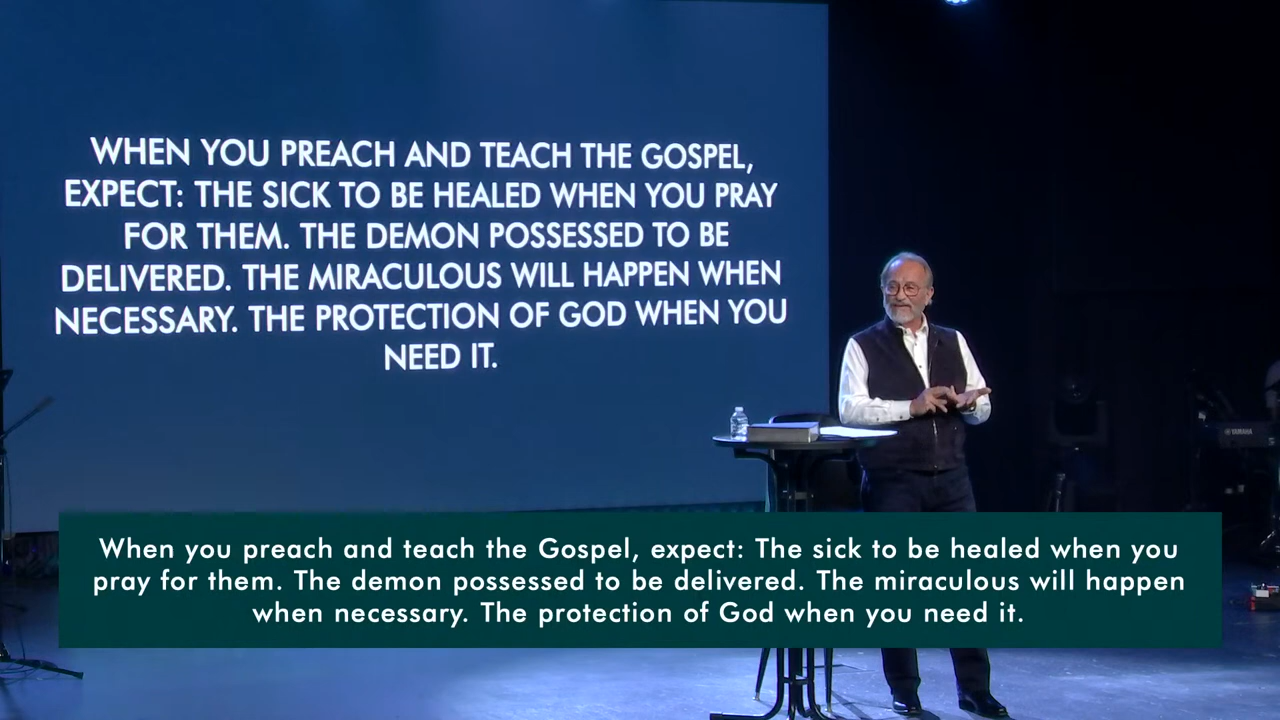 WHEN YOU PREACH AND TEACH THE GOSPEL,
EXPECT: THE SICK TO BE HEALED WHEN YOU PRAY
FOR THEM. THE DEMON POSSESSED TO BE
DELIVERED. THE MIRACULOUS WILL HAPPEN WHEN
NECESSARY. THE PROTECTION OF GOD WHEN YOU
NEED IT.
YAMAHA
When you preach and teach the Gospel, expect: The sick to be healed when you
pray for them. The demon possessed to be delivered. The miraculous will happen
when necessary. The protection of God when you need it.